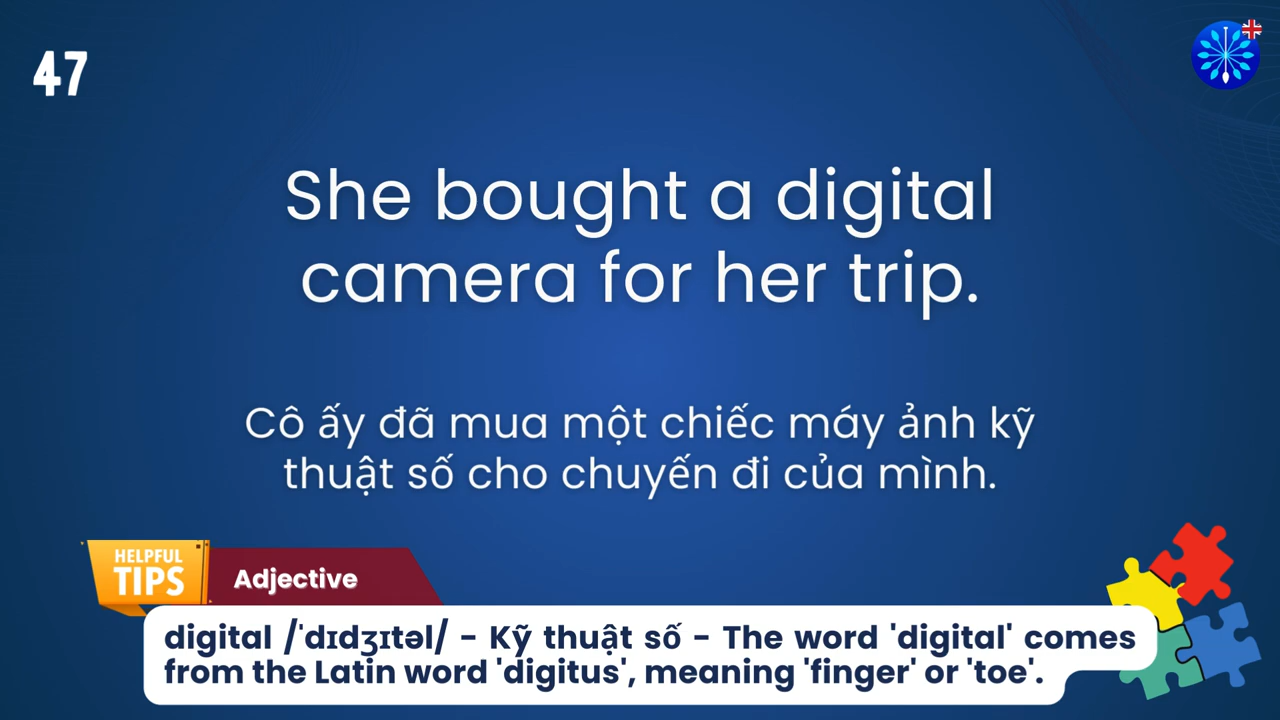 47
She bought a digital
camera for her trip.
Cô ấy đã mua một chiếc máy ảnh kỹ
thuật số cho chuyến đi của mình.
HELPFUL
TIPS
Adjective
digital /ˈdɪdʒɪtəl/ - Kỹ thuật số - The word 'digital' comes
from the Latin word 'digitus', meaning 'finger' or 'toe'.